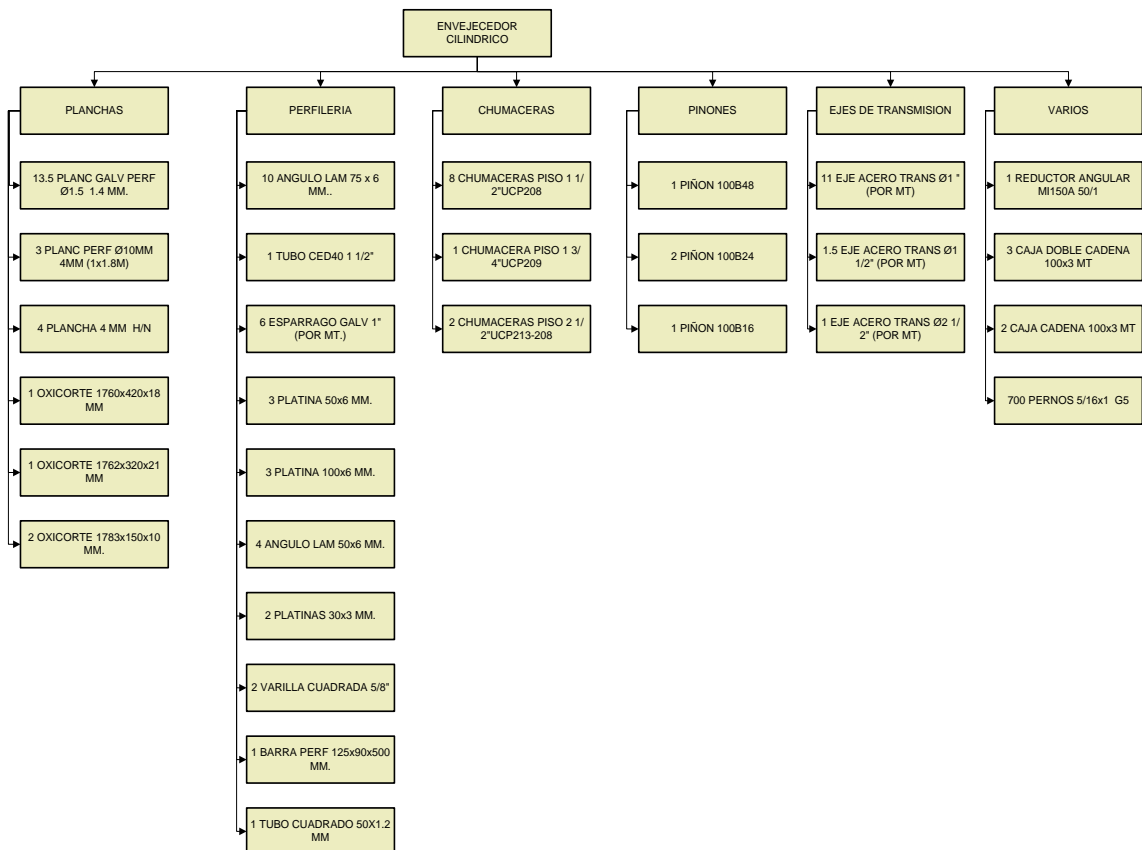 ENVEJECEDOR
CILINDRICO
PLANCHAS
PERFILERIA
CHUMACERAS
PINONES
EJES DE TRANSMISION
VARIOS
13.5 PLANC GALV PERF
Ø1.5 1.4 MM.
3 PLANC PERF Ø10MM
4MM (1x1.8M)
4 PLANCHA 4 MM H/N
1 OXICORTE 1760x420x18
MM
1 OXICORTE 1762x320x21
MM
2 OXICORTE 1783x150x10
MM.
10 ANGULO LAM 75 x 6
MM..
1 TUBO CED40 1 1/2"
6 ESPARRAGO GALV 1"
(POR MT.)
3 PLATINA 50x6 MM.
3 PLATINA 100x6 MM.
4 ANGULO LAM 50x6 MM.
2 PLATINAS 30x3 MM.
2 VARILLA CUADRADA 5/8"
1 BARRA PERF 125x90x500
MM.
1 TUBO CUADRADO 50X1.2
MM
8 CHUMACERAS PISO 1 1/
2"UCP208
1 CHUMACERA PISO 1 3/
4"UCP209
2 CHUMACERAS PISO 2 1/
2"UCP213-208
1 PIÑON 100B48
2 PIÑON 100B24
1 PIÑON 100B16
11 EJE ACERO TRANS Ø1 "
(POR MT)
1.5 EJE ACERO TRANS Ø1
1/2" (POR MT)
1 EJE ACERO TRANS Ø2 1/
2" (POR MT)
1 REDUCTOR ANGULAR
MI150A 50/1
3 CAJA DOBLE CADENA
100x3 MT
2 CAJA CADENA 100x3 MT
700 PERNOS 5/16x1 G5